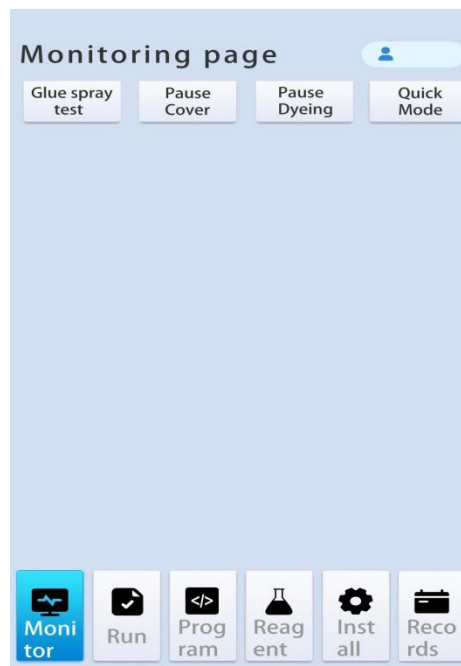 Monitoring page
Glue spray
test
Pause
Cover
Pause
Dyeing
Quick
Mode
Moni
tor
Run
Prog
ram
Reag
ent
Inst
all
Reco
rds